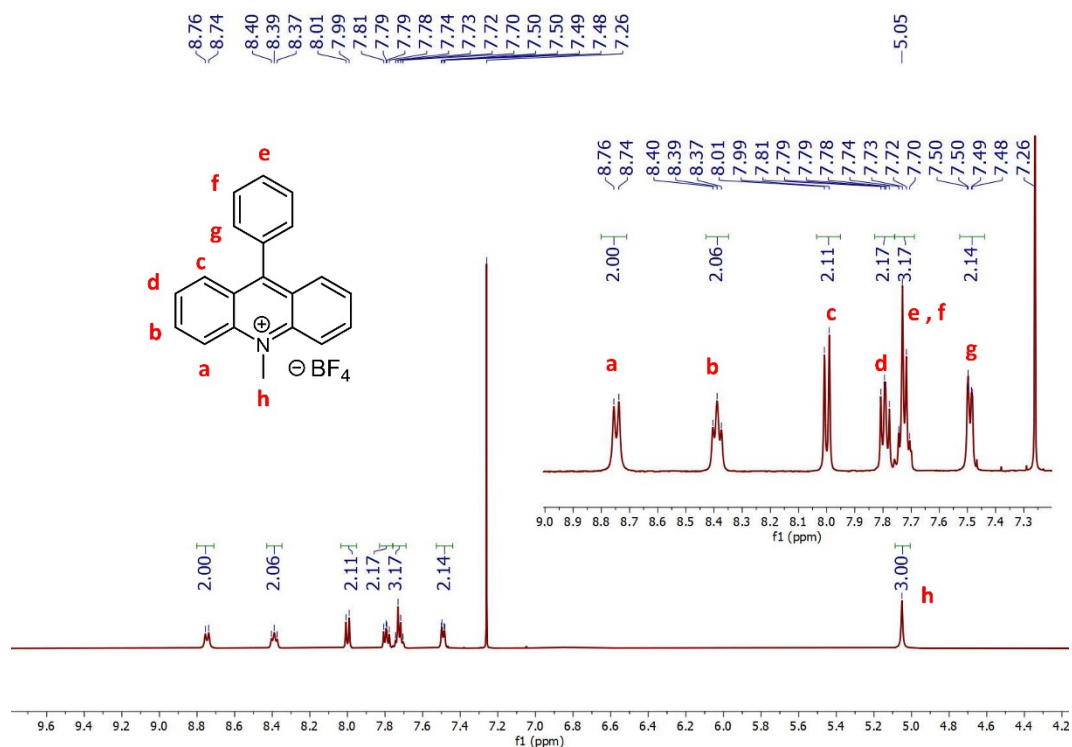 8.76 8.74 8.40 8.39 8.37 8.01 7.99 7.81 7.79 7.79 7.78 7.74 7.73 7.72 7.70 7.50 7.50 7.49 7.48 7.26
5.05
8.76 8.74 8.40 8.39 8.37 8.01 7.99 7.81 7.79 7.79 7.78 7.74 7.73 7.72 7.70 7.50 7.50 7.49 7.48 7.26
e
f
g
c
d
b
a
N
+
⊖ BF4
h
2.00 2.06 2.11 2.17 3.17 2.14
a b c d e , f g
9.0 8.9 8.8 8.7 8.6 8.5 8.4 8.3 8.2 8.1 8.0 7.9 7.8 7.7 7.6 7.5 7.4 7.3
f1 (ppm)
2.00 2.06 2.11 2.17 3.17 2.14 3.00
h
9.6 9.4 9.2 9.0 8.8 8.6 8.4 8.2 8.0 7.8 7.6 7.4 7.2 7.0 6.8 6.6 6.4 6.2 6.0 5.8 5.6 5.4 5.2 5.0 4.8 4.6 4.4 4.2
f1 (ppm)